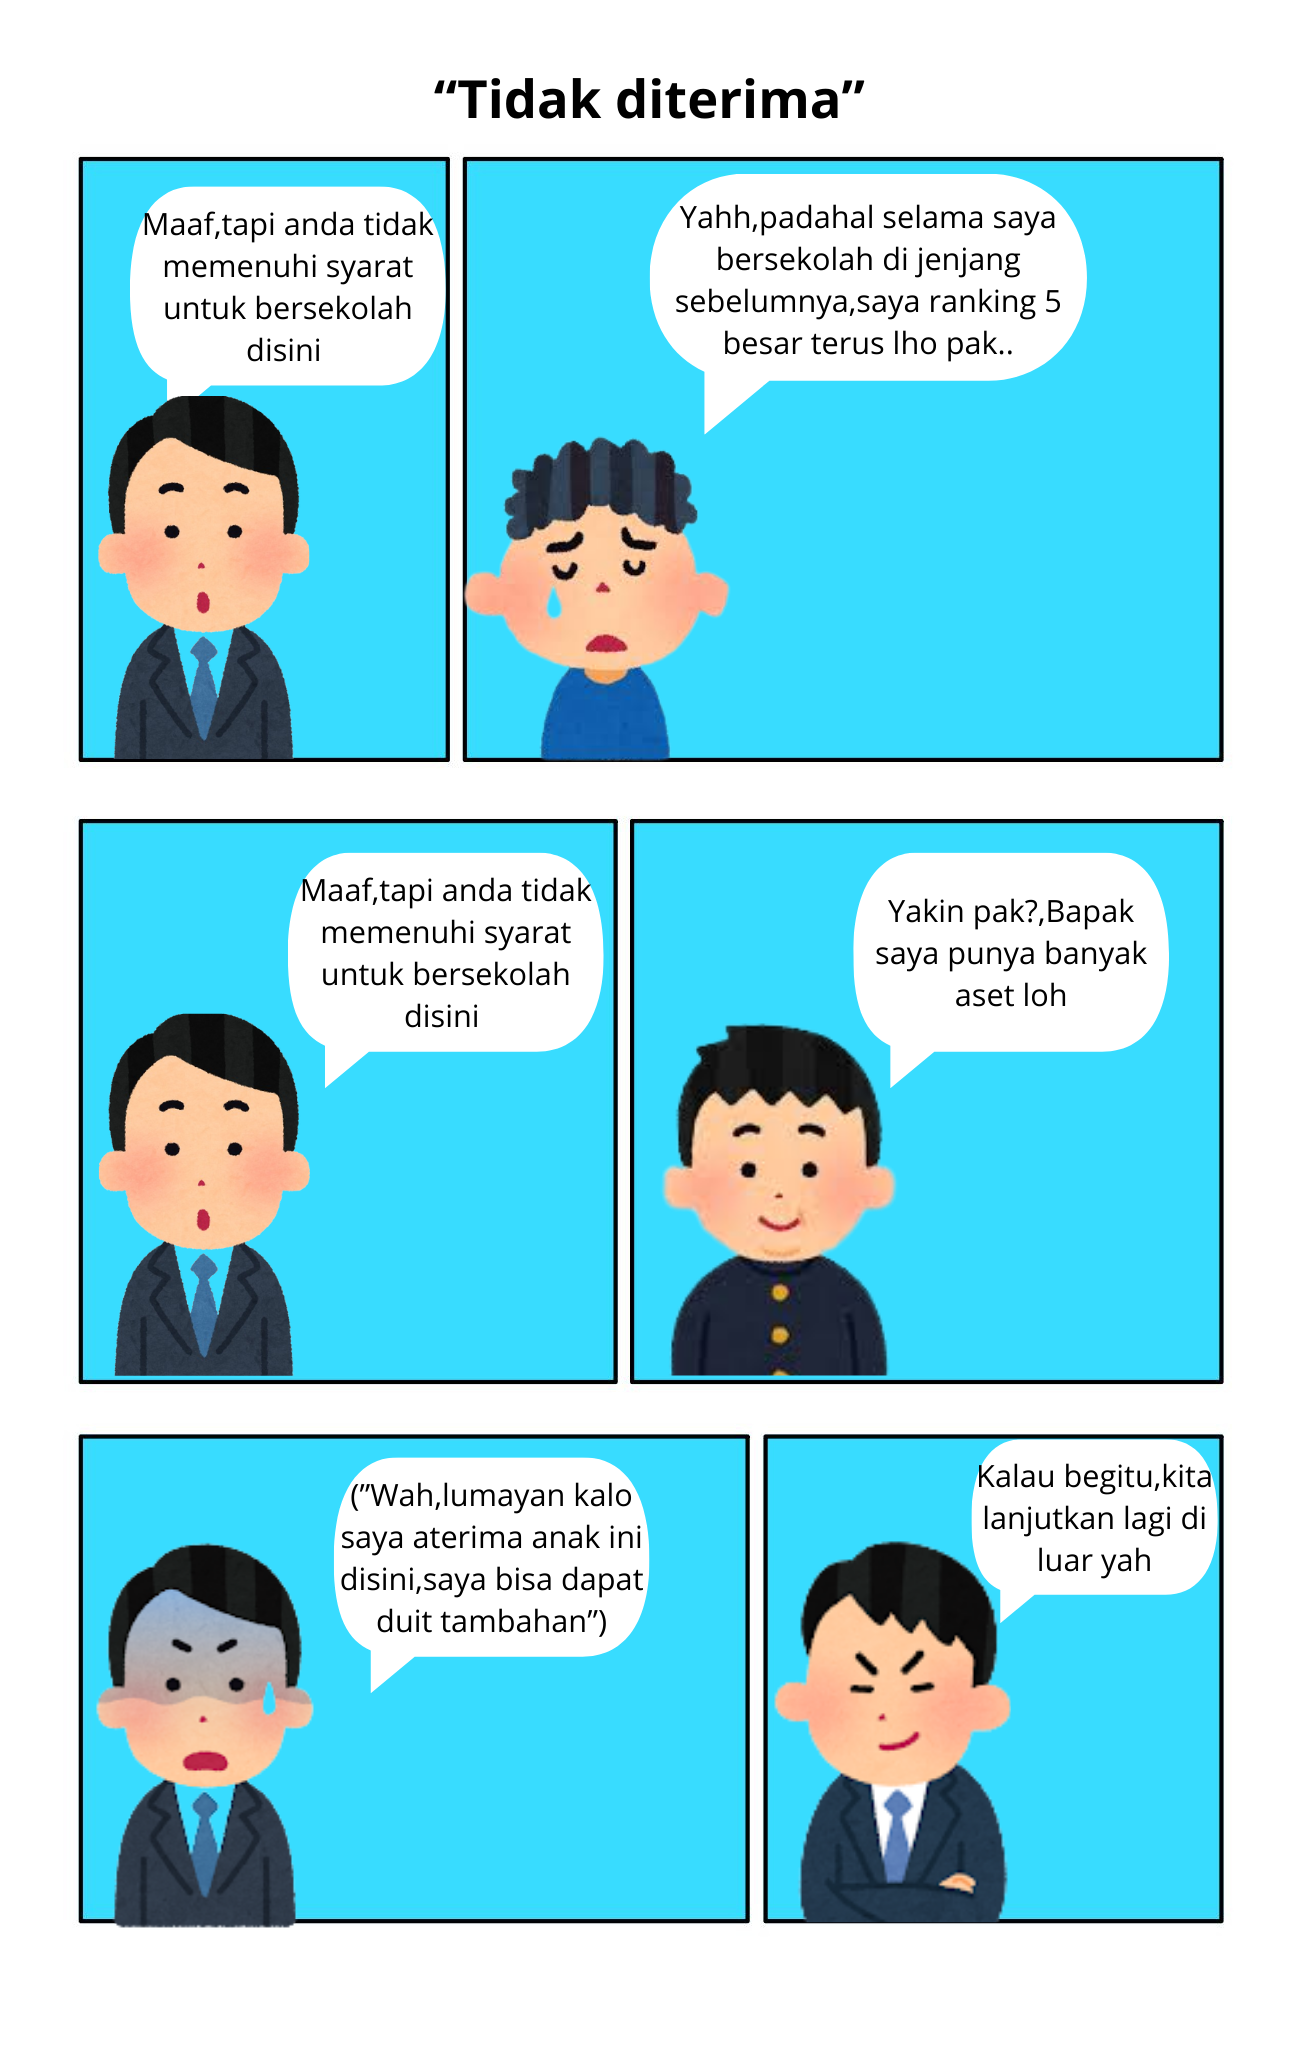 “Tidak diterima”
Maaf,tapi anda tidak
memenuhi syarat
untuk bersekolah
disini
Yahh,padahal selama saya
bersekolah di jenjang
sebelumnya,saya ranking 5
besar terus lho pak..
Maaf,tapi anda tidak
memenuhi syarat
untuk bersekolah
disini
Yakin pak?,Bapak
saya punya banyak
aset loh
(”Wah,lumayan kalo
saya aterima anak ini
disini,saya bisa dapat
duit tambahan”)
Kalau begitu,kita
lanjutkan lagi di
luar yah